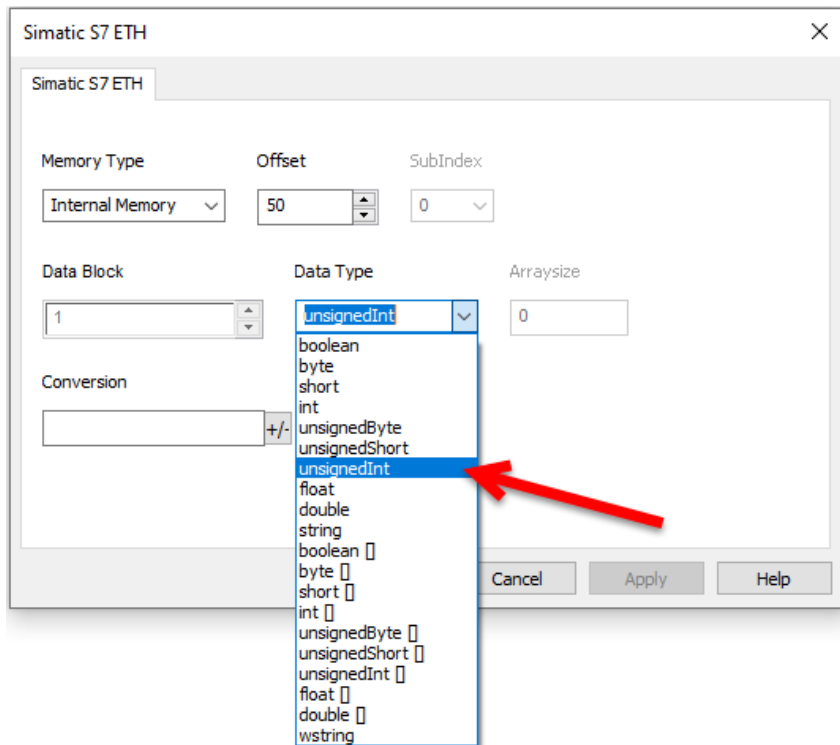 Simatic S7 ETH
Simatic S7 ETH
Memory Type Offset SubIndex
Internal Memory 50 0
Data Block Data Type Arraysize
1 unsignedInt 0
boolean
byte
short
int
unsignedByte
unsignedShort
unsignedInt
float
double
string
boolean []
byte []
short []
int []
unsignedByte []
unsignedShort []
unsignedInt []
float []
double []
wstring
Conversion
+/-
Cancel Apply Help